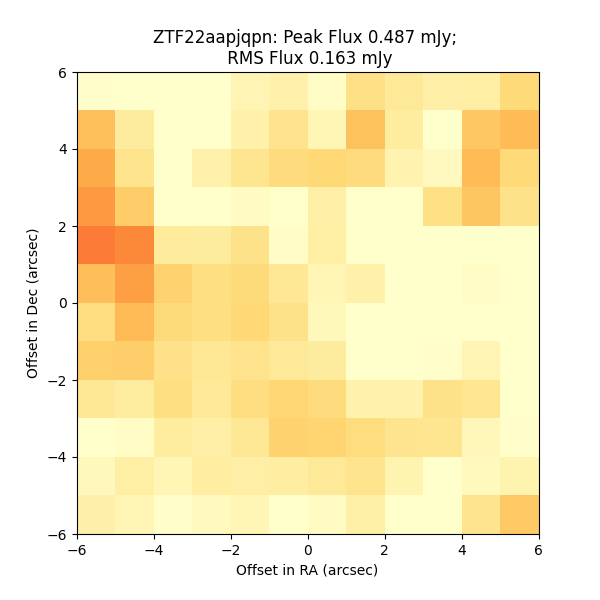 ZTF22aapjqpn: Peak Flux 0.487 mJy;
RMS Flux 0.163 mJy
6
4
2
0
−2
−4
−6
Offset in Dec (arcsec)
−6 −4 −2 0 2 4 6
Offset in RA (arcsec)